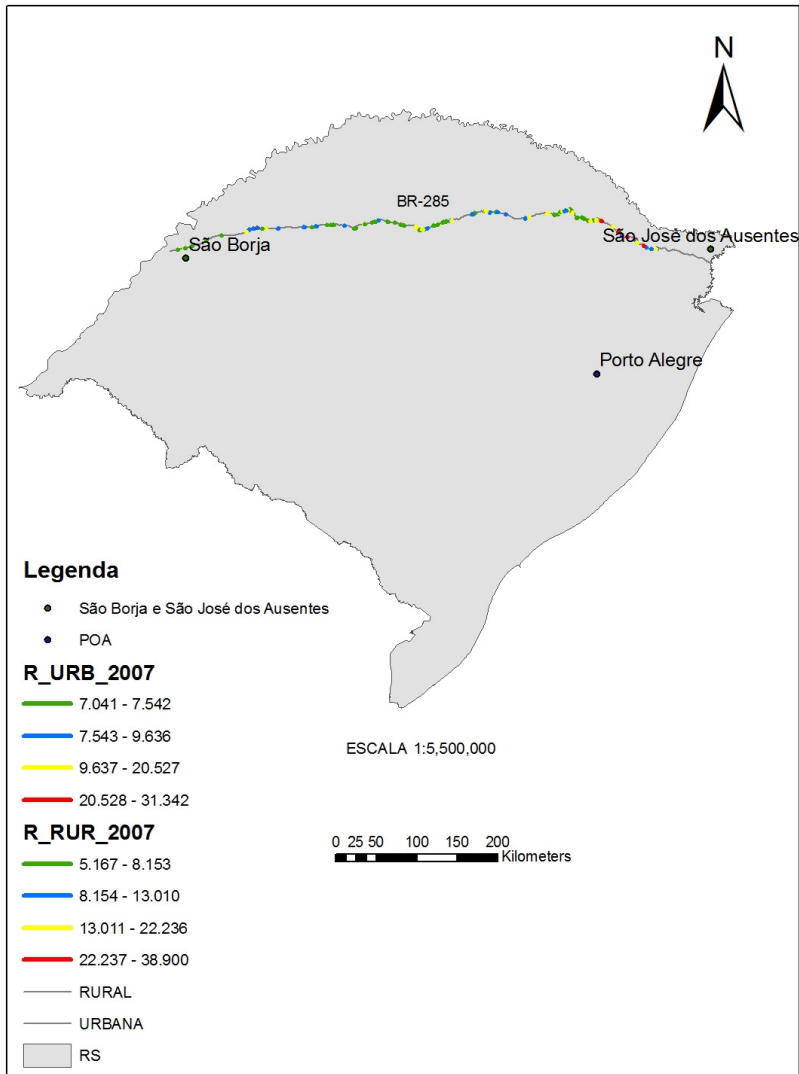 N
BR-285
São Borja
São José dos Ausentes
Porto Alegre
Legenda
São Borja e São José dos Ausentes
POA
R_URB_2007
7.041 - 7.542
7.543 - 9.636
9.637 - 20.527
20.528 - 31.342
R_RUR_2007
5.167 - 8.153
8.154 - 13.010
13.011 - 22.236
22.237 - 38.900
RURAL
URBANA
RS
ESCALA 1:5,500,000
0 25 50 100 150 200
Kilometers